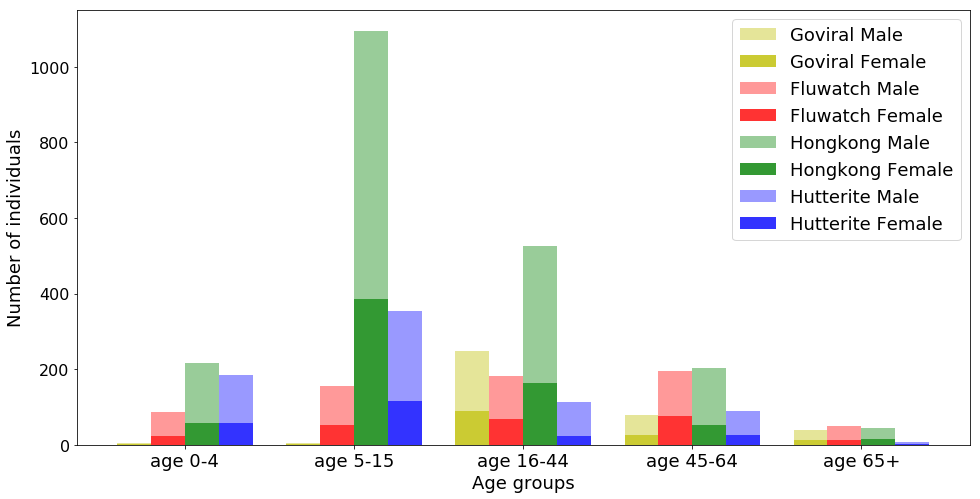 Goviral Male
Goviral Female
Fluwatch Male
Fluwatch Female
Hongkong Male
Hongkong Female
Hutterite Male
Hutterite Female
Number of individuals
1000
800
600
400
200
0
age 0-4 age 5-15 age 16-44 age 45-64 age 65+
Age groups